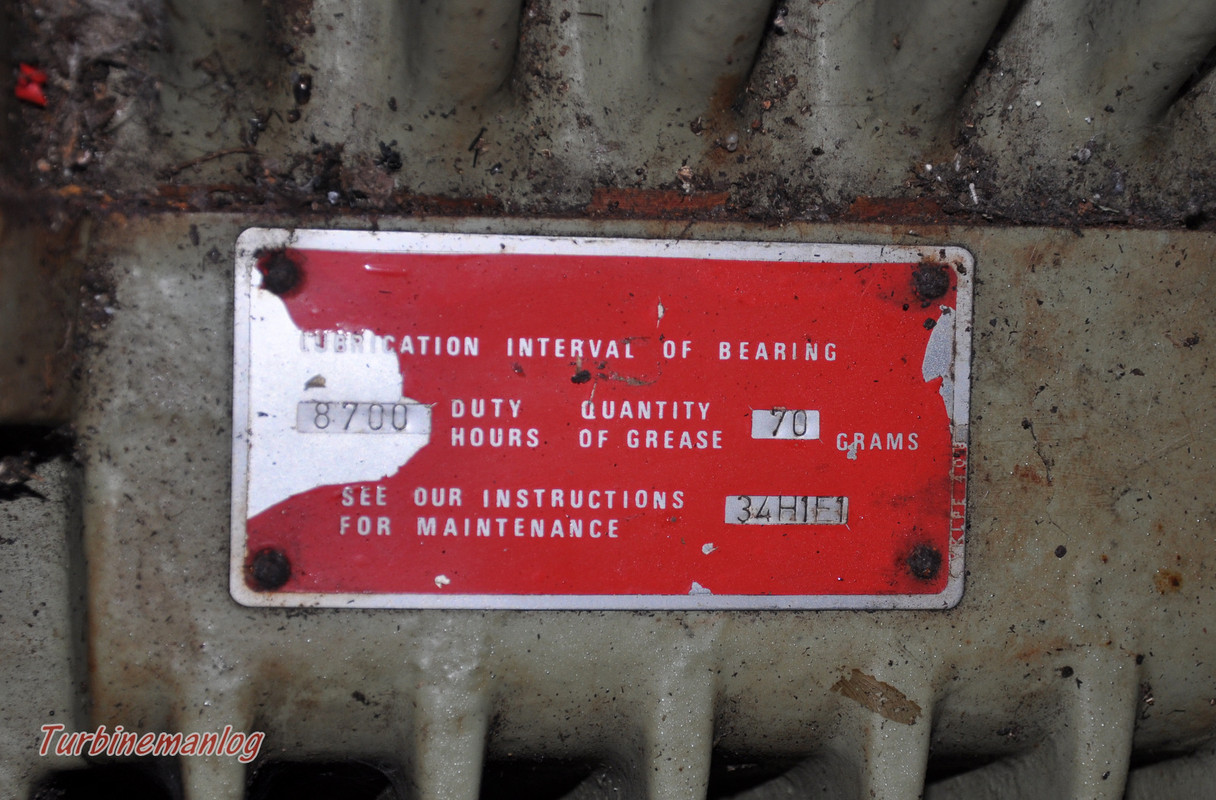 LUBRICATION INTERVAL OF BEARING
8700 DUTY HOURS QUANTITY OF GREASE 70 GRAMS
SEE OUR INSTRUCTIONS
FOR MAINTENANCE 34H1E1
Turbinemanlog